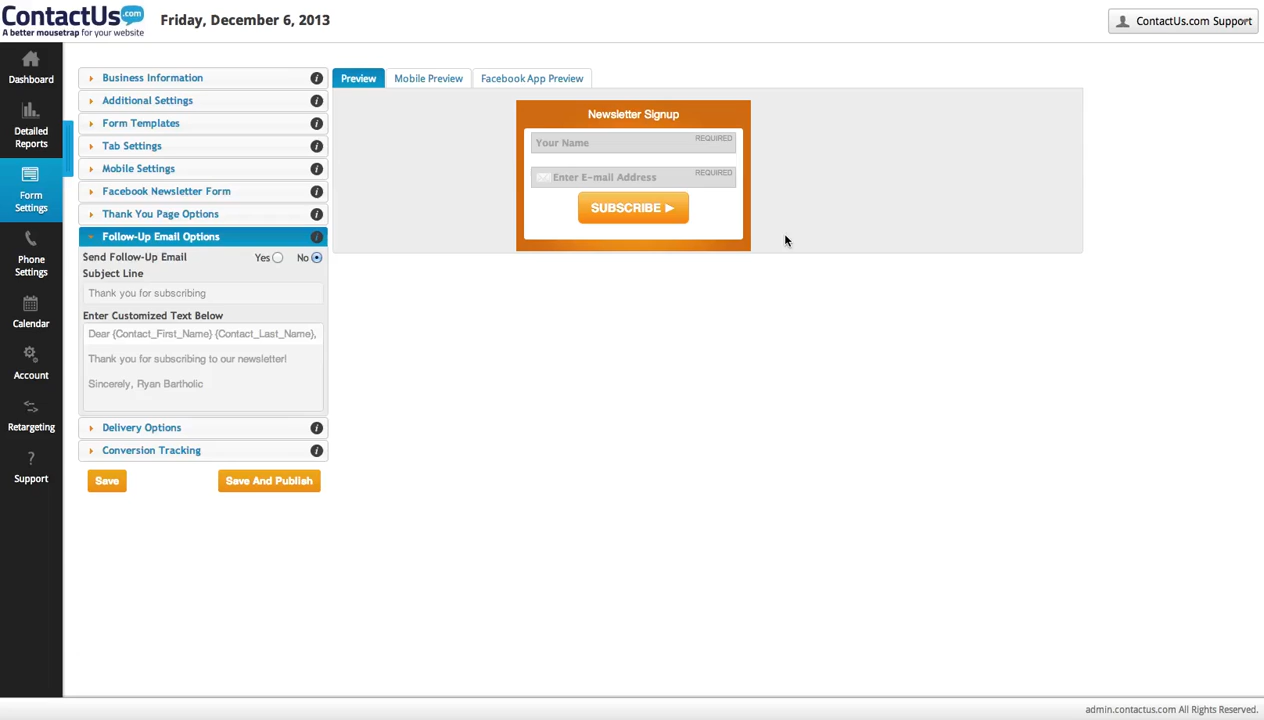 ContactUs.com
A better mousetrap for your website
Friday, December 6, 2013
ContactUs.com Support
Dashboard
Detailed
Reports
Form
Settings
Phone
Settings
Calendar
Account
Retargeting
?
Support
Business Information i
Additional Settings i
Form Templates i
Tab Settings i
Mobile Settings i
Facebook Newsletter Form i
Thank You Page Options i
Follow-Up Email Options i
Send Follow-Up Email Yes No
Subject Line
Thank you for subscribing
Enter Customized Text Below
Dear {Contact_First_Name} {Contact_Last_Name},
Thank you for subscribing to our newsletter!
Sincerely, Ryan Bartholic
Delivery Options i
Conversion Tracking i
Save Save And Publish
Preview Mobile Preview Facebook App Preview
Newsletter Signup
Your Name REQUIRED
Enter E-mail Address REQUIRED
SUBSCRIBE ►
admin.contactus.com All Rights Reserved.